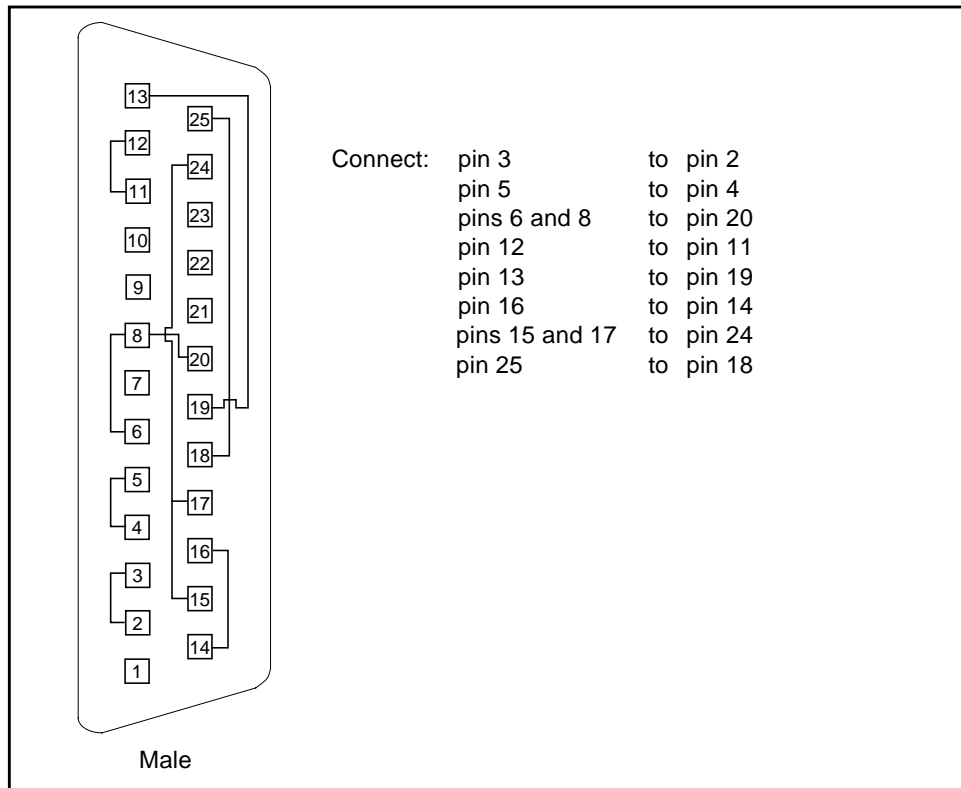 13
25
12
24
11
23
10
22
9
21
8
20
7
19
6
18
5
17
4
16
3
15
2
14
1
Male
Connect: pin 3 to pin 2
pin 5 to pin 4
pins 6 and 8 to pin 20
pin 12 to pin 11
pin 13 to pin 19
pin 16 to pin 14
pins 15 and 17 to pin 24
pin 25 to pin 18